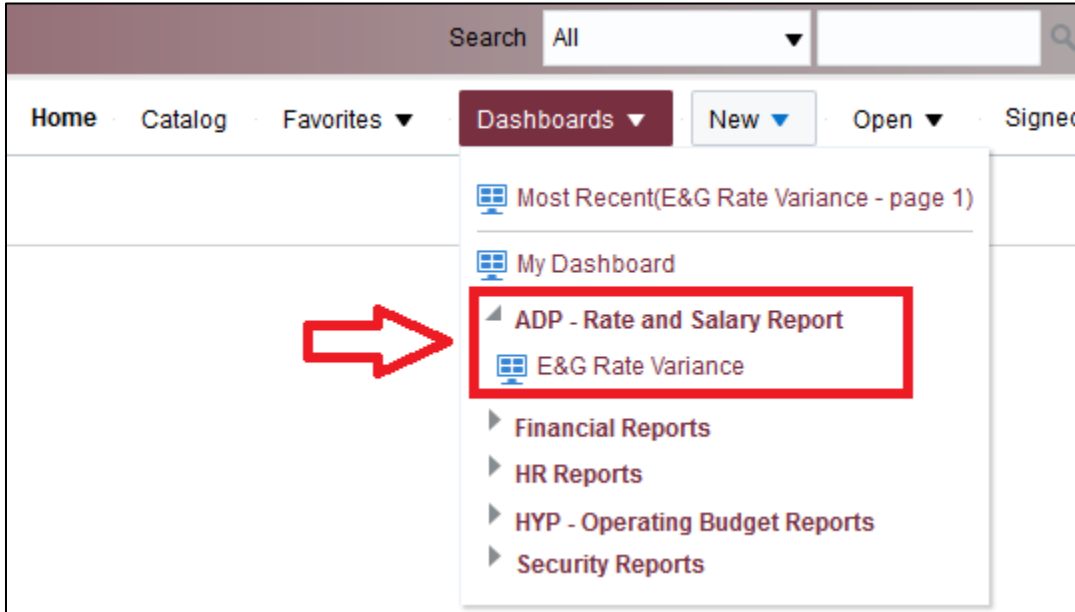 Search All
Home Catalog Favorites Dashboards New Open Signed
Most Recent(E&G Rate Variance - page 1)
My Dashboard
ADP - Rate and Salary Report
E&G Rate Variance
Financial Reports
HR Reports
HYP - Operating Budget Reports
Security Reports